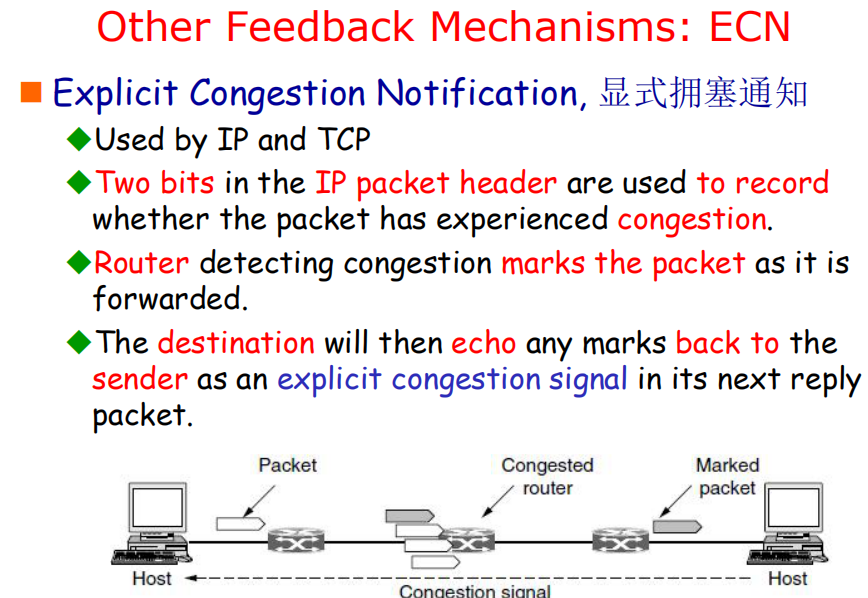 Other Feedback Mechanisms: ECN
Explicit Congestion Notification, 显式拥塞通知
Used by IP and TCP
Two bits in the IP packet header are used to record
whether the packet has experienced congestion.
Router detecting congestion marks the packet as it is
forwarded.
The destination will then echo any marks back to the
sender as an explicit congestion signal in its next reply
packet.
Packet
Congested
router
Marked
packet
Host
Host
Congestion signal